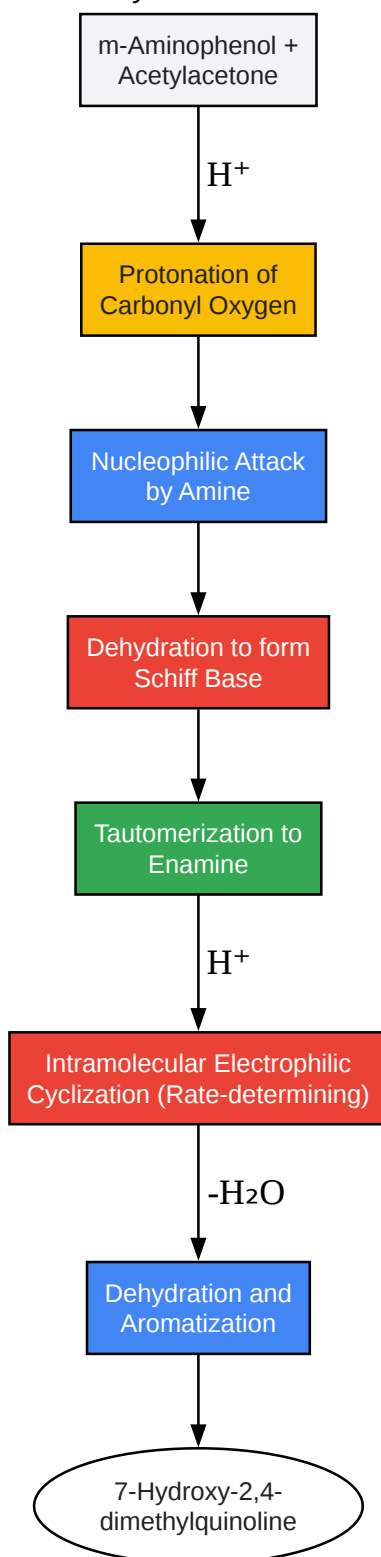 m-Aminophenol +
Acetylacetone
H⁺
Protonation of
Carbonyl Oxygen
Nucleophilic Attack
by Amine
Dehydration to form
Schiff Base
Tautomerization to
Enamine
H⁺
Intramolecular Electrophilic
Cyclization (Rate-determining)
-H₂O
Dehydration and
Aromatization
7-Hydroxy-2,4-
dimethylquinoline